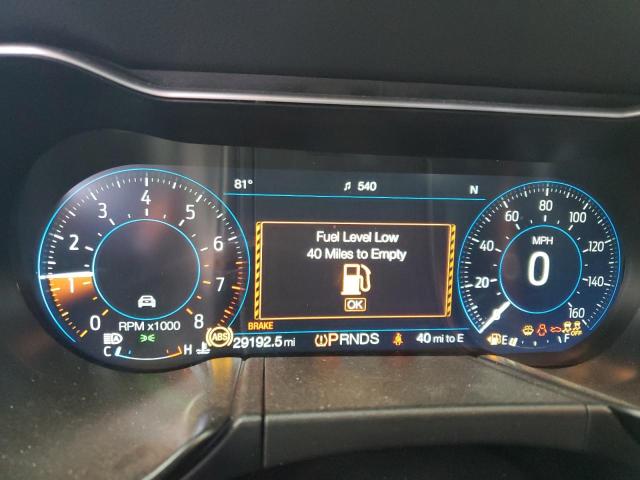 81°
♫ 540
N
Fuel Level Low
40 Miles to Empty
OK
0 1 2 3 4 5 6 7 8
RPM x1000
C H
ABS
BRAKE
29192.5 mi
PRNDS
40 mi to E
20 40 60 80 100 120 140 160
MPH
0
E F